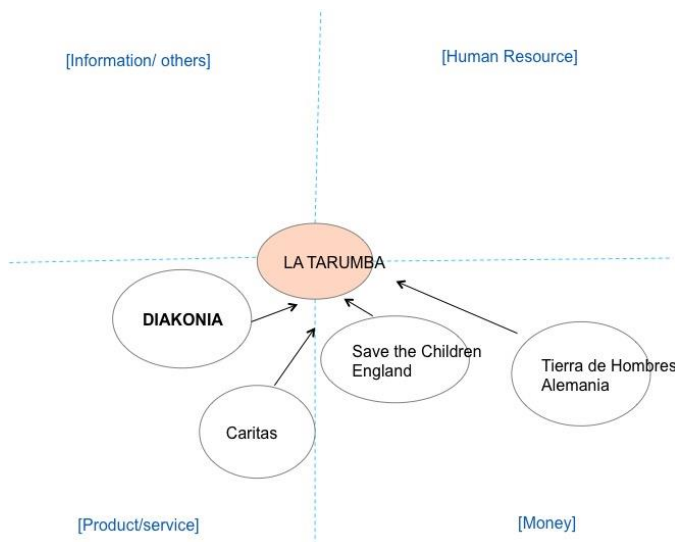 [Information/ others]
[Human Resource]
LA TARUMBA
DIAKONIA
Save the Children
England
Tierra de Hombres
Alemania
Caritas
[Product/service]
[Money]